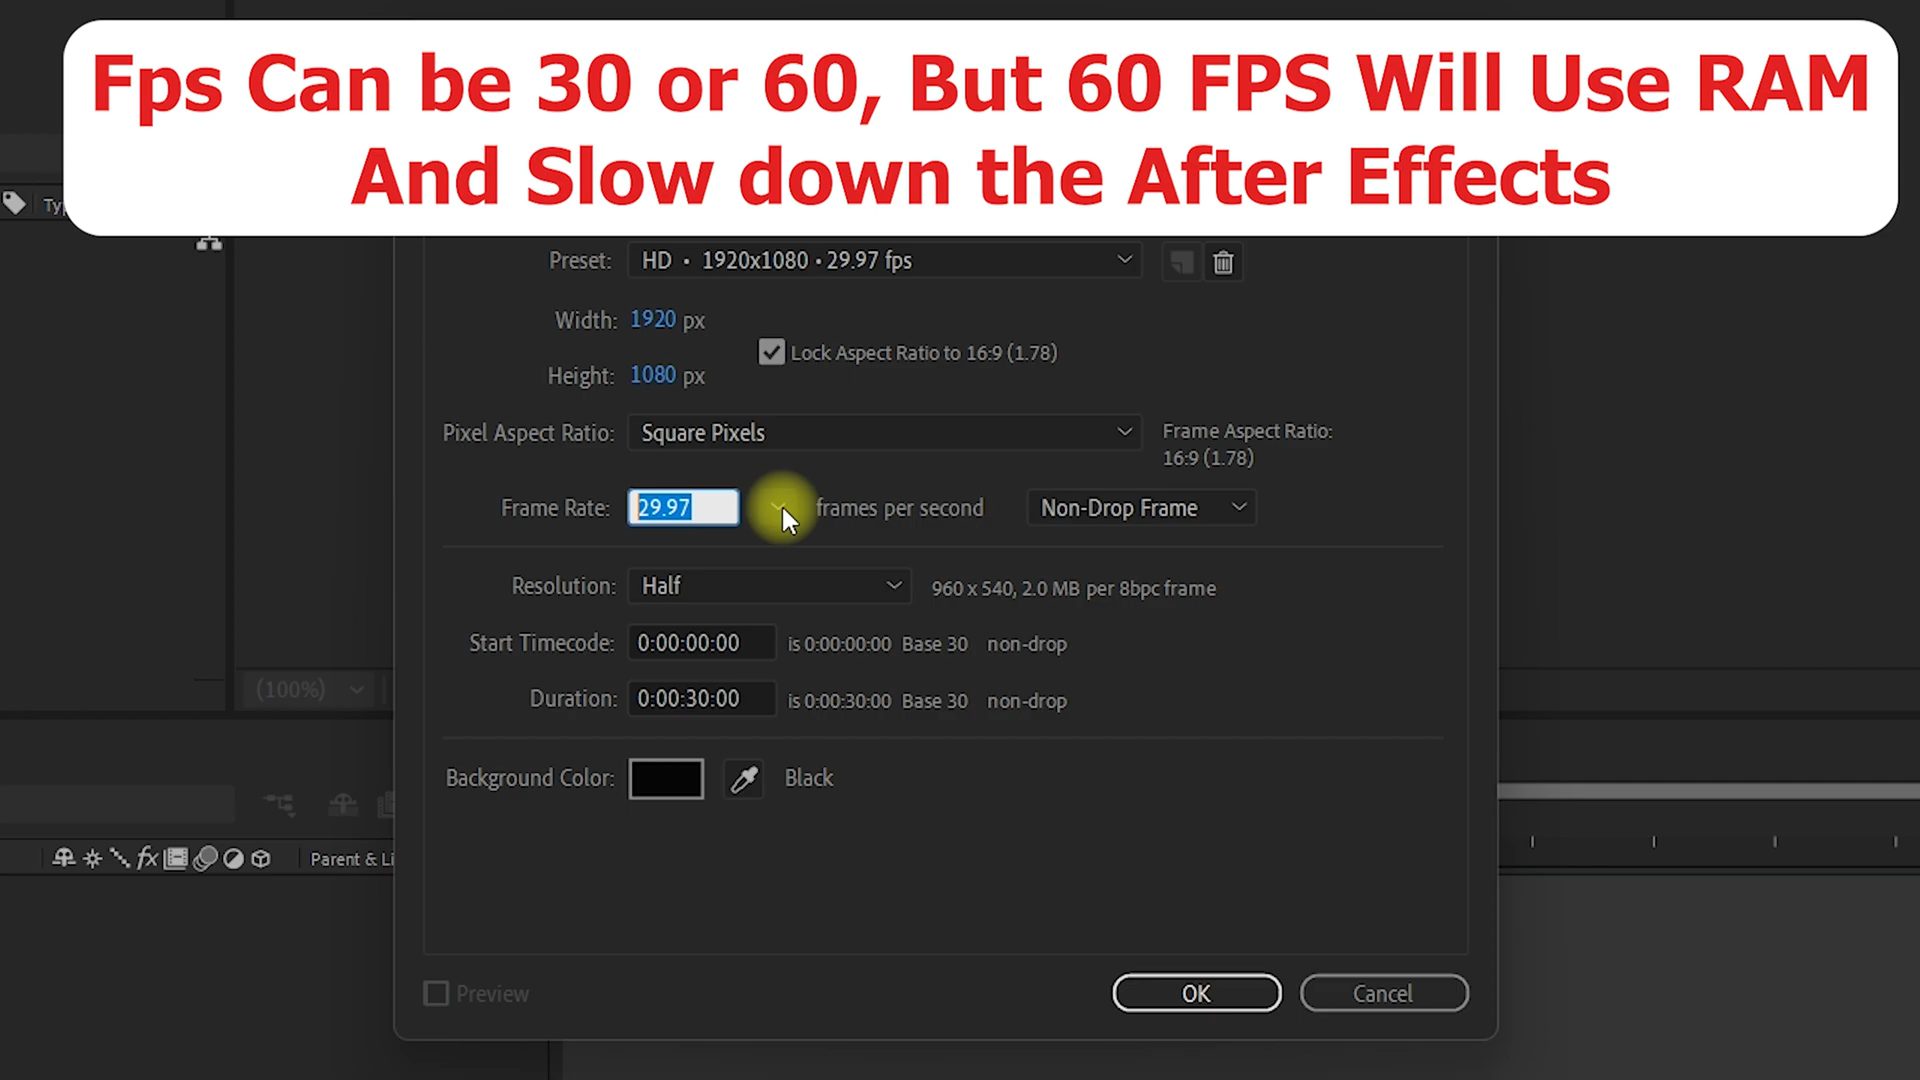 Fps Can be 30 or 60, But 60 FPS Will Use RAM
And Slow down the After Effects
Preset: HD • 1920x1080 • 29.97 fps
Width: 1920 px
Lock Aspect Ratio to 16:9 (1.78)
Height: 1080 px
Pixel Aspect Ratio: Square Pixels
Frame Aspect Ratio:
16:9 (1.78)
Frame Rate: 29.97 frames per second Non-Drop Frame
Resolution: Half 960 x 540, 2.0 MB per 8bpc frame
Start Timecode: 0:00:00:00 is 0:00:00:00 Base 30 non-drop
(100%)
Duration: 0:00:30:00 is 0:00:30:00 Base 30 non-drop
Background Color: Black
fx Parent & Li
Preview OK Cancel